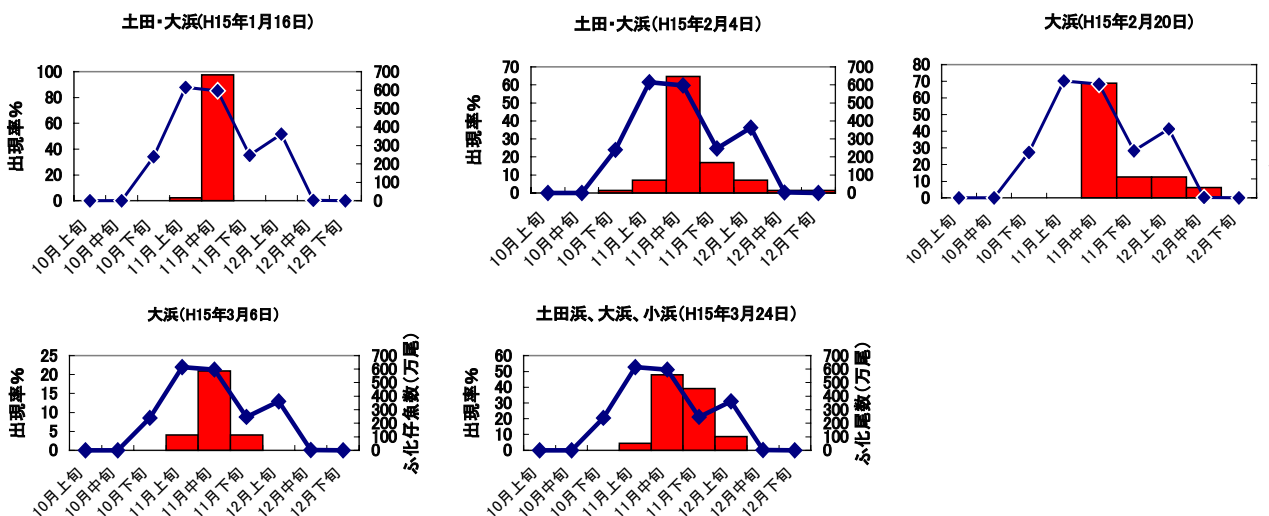 土田・大浜(H15年1月16日)
出現率%
100
80
60
40
20
0
700
600
500
400
300
200
100
0
10月上旬
10月中旬
10月下旬
11月上旬
11月中旬
11月下旬
12月上旬
12月中旬
12月下旬
土田・大浜(H15年2月4日)
出現率%
70
60
50
40
30
20
10
0
700
600
500
400
300
200
100
0
10月上旬
10月中旬
10月下旬
11月上旬
11月中旬
11月下旬
12月上旬
12月中旬
12月下旬
大浜(H15年2月20日)
80
70
60
50
40
30
20
10
0
10月上旬
10月中旬
10月下旬
11月上旬
11月中旬
11月下旬
12月上旬
12月中旬
12月下旬
大浜(H15年3月6日)
出現率%
25
20
15
10
5
0
700
600
500
400
300
200
100
0
ふ化仔魚数(万尾)
10月上旬
10月中旬
10月下旬
11月上旬
11月中旬
11月下旬
12月上旬
12月中旬
12月下旬
土田浜、大浜、小浜(H15年3月24日)
出現率%
60
50
40
30
20
10
0
700
600
500
400
300
200
100
0
ふ化尾数(万尾)
10月上旬
10月中旬
10月下旬
11月上旬
11月中旬
11月下旬
12月上旬
12月中旬
12月下旬